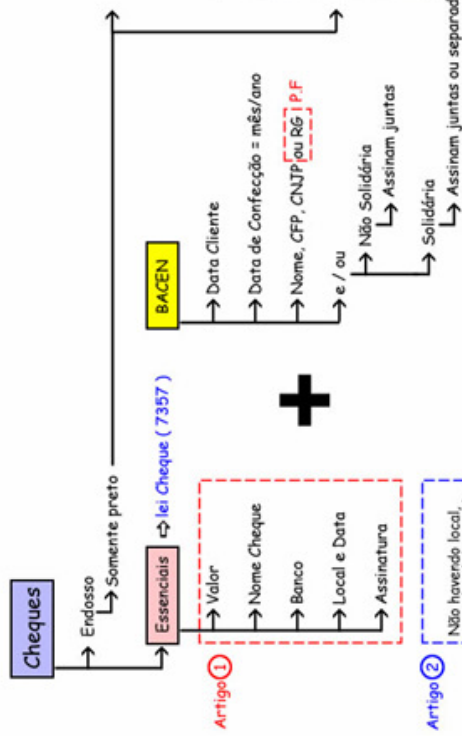 Cheques
Endosso
Somente preto
Essenciais
lei Cheque ( 7357 )
Artigo 1
Valor
Nome Cheque
Banco
Local e Data
Assinatura
Artigo 2
Não havendo local,
+
BACEN
Data Cliente
Data de Confecção = mês/ano
Nome, CFP, CNJP ou RG P.F
e / ou
Não Solidária
Assinam juntas
Solidária
Assinam juntas ou separad